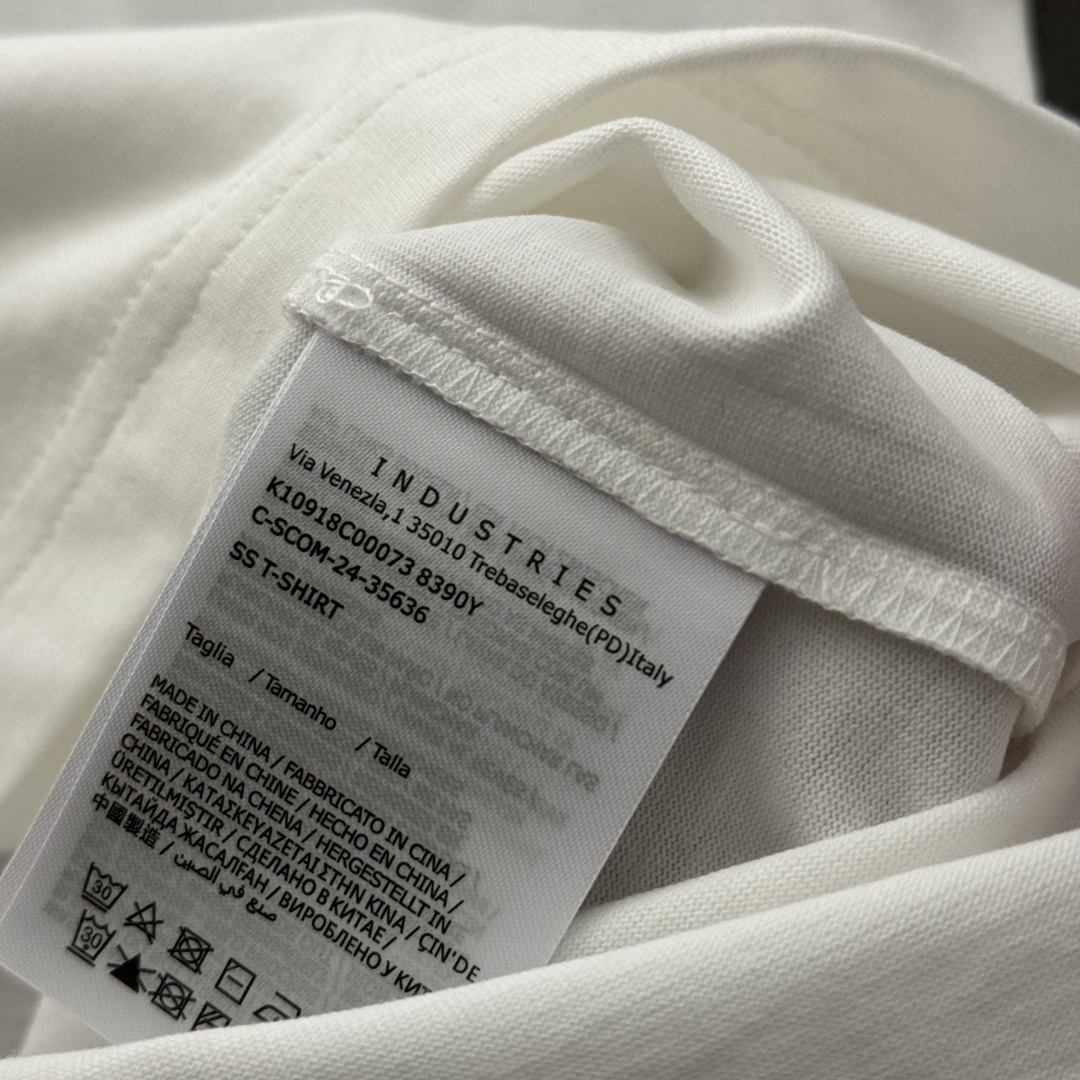 INDUSTRIES
Via Venezia,1 35010 Trebaseleghe(PD)Italy
K10918C00073 8390Y
C-SCOM-24-35636
SS T-SHIRT
Taglia / Tamanho / Talla
MADE IN CHINA / FABBRICATO IN CINA /
FABRIQUÉ EN CHINE / HECHO EN CHINA /
FABRICADO NA CHENA / HERGESTELLT IN
CHINA / ΚΑΤΑΣΚΕΥΑΖΕΤΑΙ ΣΤΗΝ ΚΙΝΑ / ÇIN'DE
ÜRETILMIŞTIR / СДЕЛАНО В КИТАЕ /
ҚЫТАЙДА ЖАСАЛҒАН / ВИРОБЛЕНО У
中國製造 / صنع في الصين
30
30